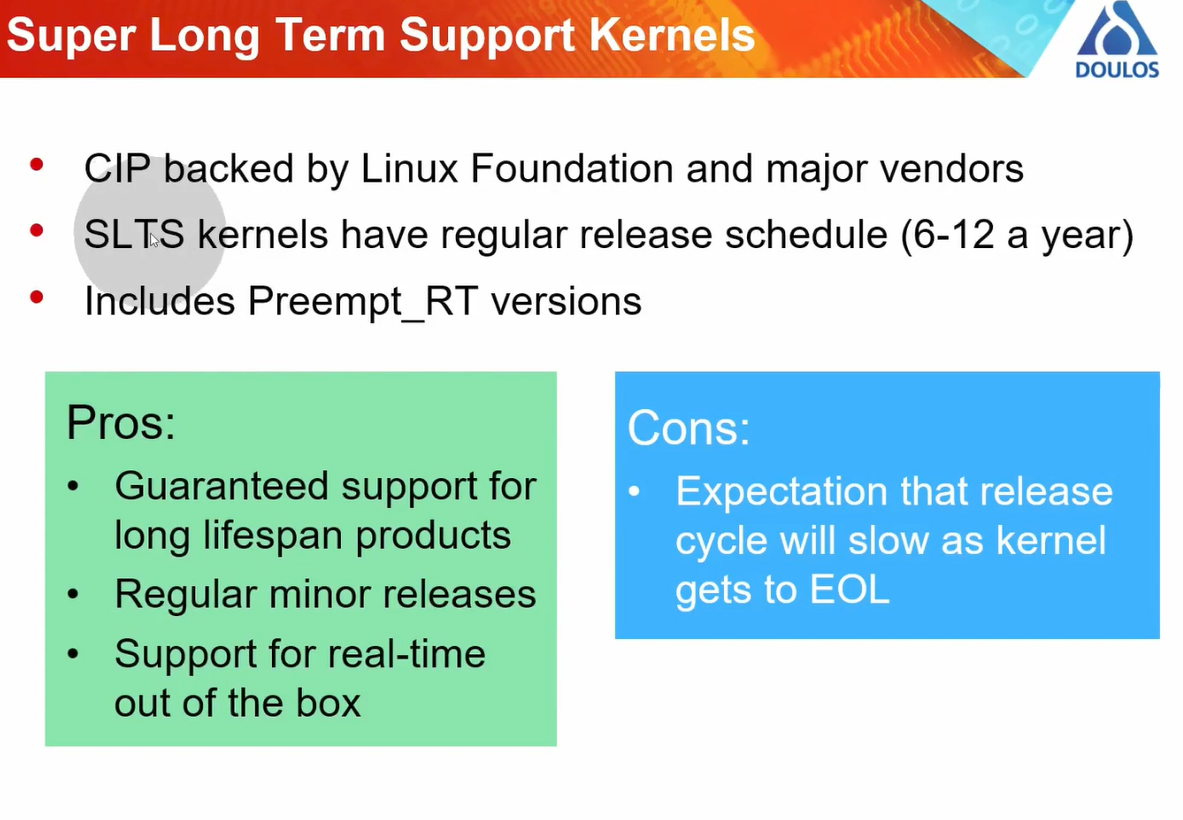 Super Long Term Support Kernels
DOULOS
• CIP backed by Linux Foundation and major vendors
• SLTS kernels have regular release schedule (6-12 a year)
• Includes Preempt_RT versions
Pros:
• Guaranteed support for
long lifespan products
• Regular minor releases
• Support for real-time
out of the box
Cons:
• Expectation that release
cycle will slow as kernel
gets to EOL